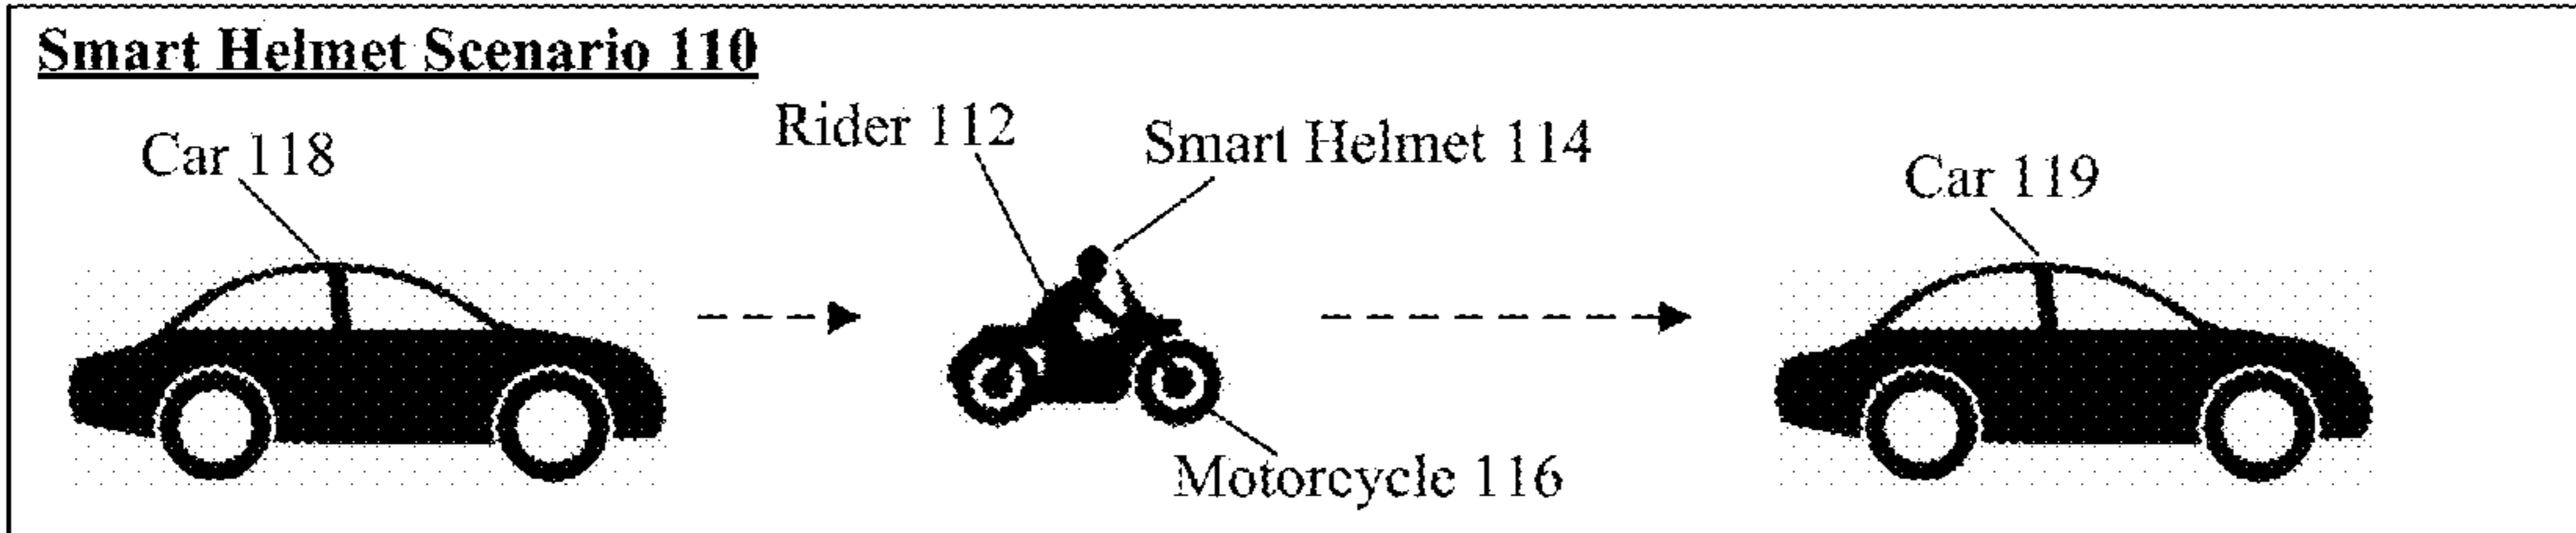 Smart Helmet Scenario 110
Car 118
Rider 112
Smart Helmet 114
Car 119
Motorcycle 116